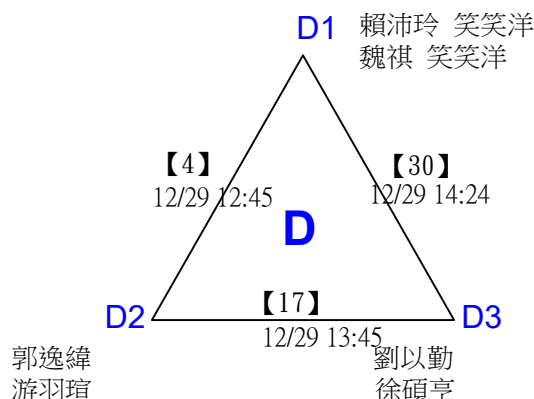 D1 賴沛玲 笑笑洋
魏祺 笑笑洋
【4】
12/29 12:45
【30】
12/29 14:24
D
D2
【17】
12/29 13:45
D3
郭逸緯
游羽瑄
劉以勤
徐碩亨